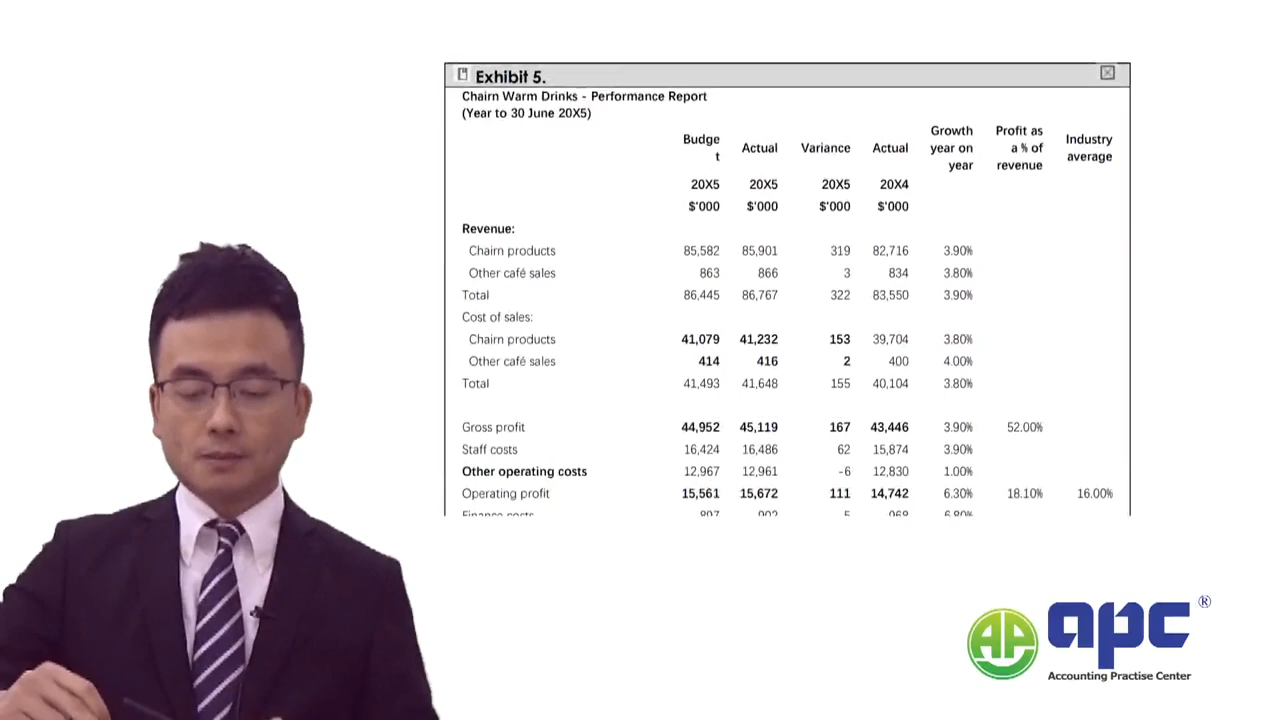 Exhibit 5.
Chairn Warm Drinks - Performance Report
(Year to 30 June 20X5)
Budge t Actual Variance Actual Growth year on year Profit as a % of revenue Industry average
20X5 20X5 20X5 20X4
$'000 $'000 $'000 $'000
Revenue:
Chairn products 85,582 85,901 319 82,716 3.90%
Other café sales 863 866 3 834 3.80%
Total 86,445 86,767 322 83,550 3.90%
Cost of sales:
Chairn products 41,079 41,232 153 39,704 3.80%
Other café sales 414 416 2 400 4.00%
Total 41,493 41,648 155 40,104 3.80%
Gross profit 44,952 45,119 167 43,446 3.90% 52.00%
Staff costs 16,424 16,486 62 15,874 3.90%
Other operating costs 12,967 12,961 -6 12,830 1.00%
Operating profit 15,561 15,672 111 14,742 6.30% 18.10% 16.00%
Finance costs
AP apc ®
Accounting Practise Center